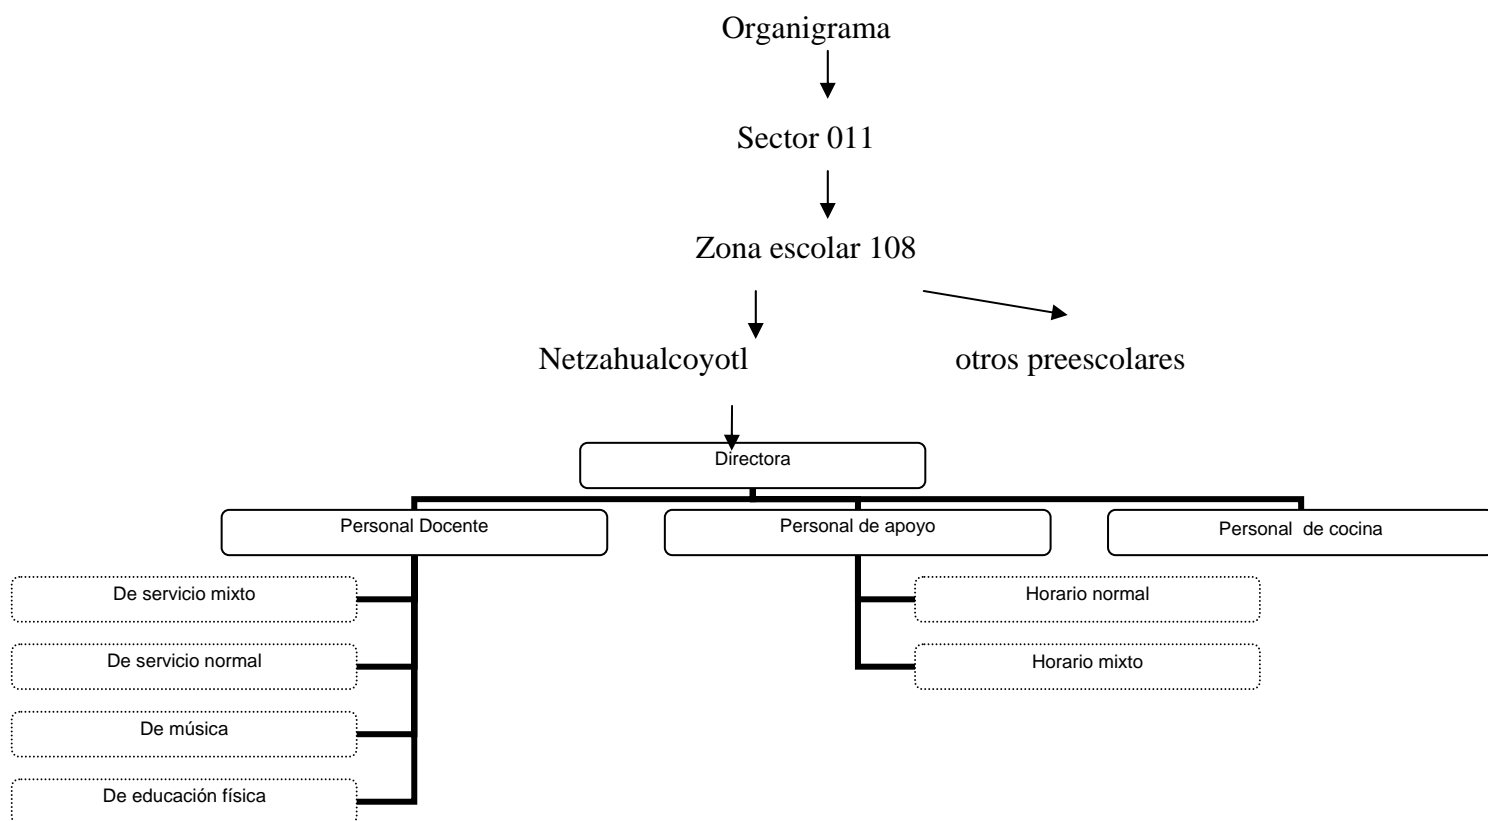 Organigrama
Sector 011
Zona escolar 108
Netzahualcoyotl otros preescolares
Directora
Personal Docente Personal de apoyo Personal de cocina
De servicio mixto Horario normal
De servicio normal Horario mixto
De música
De educación física